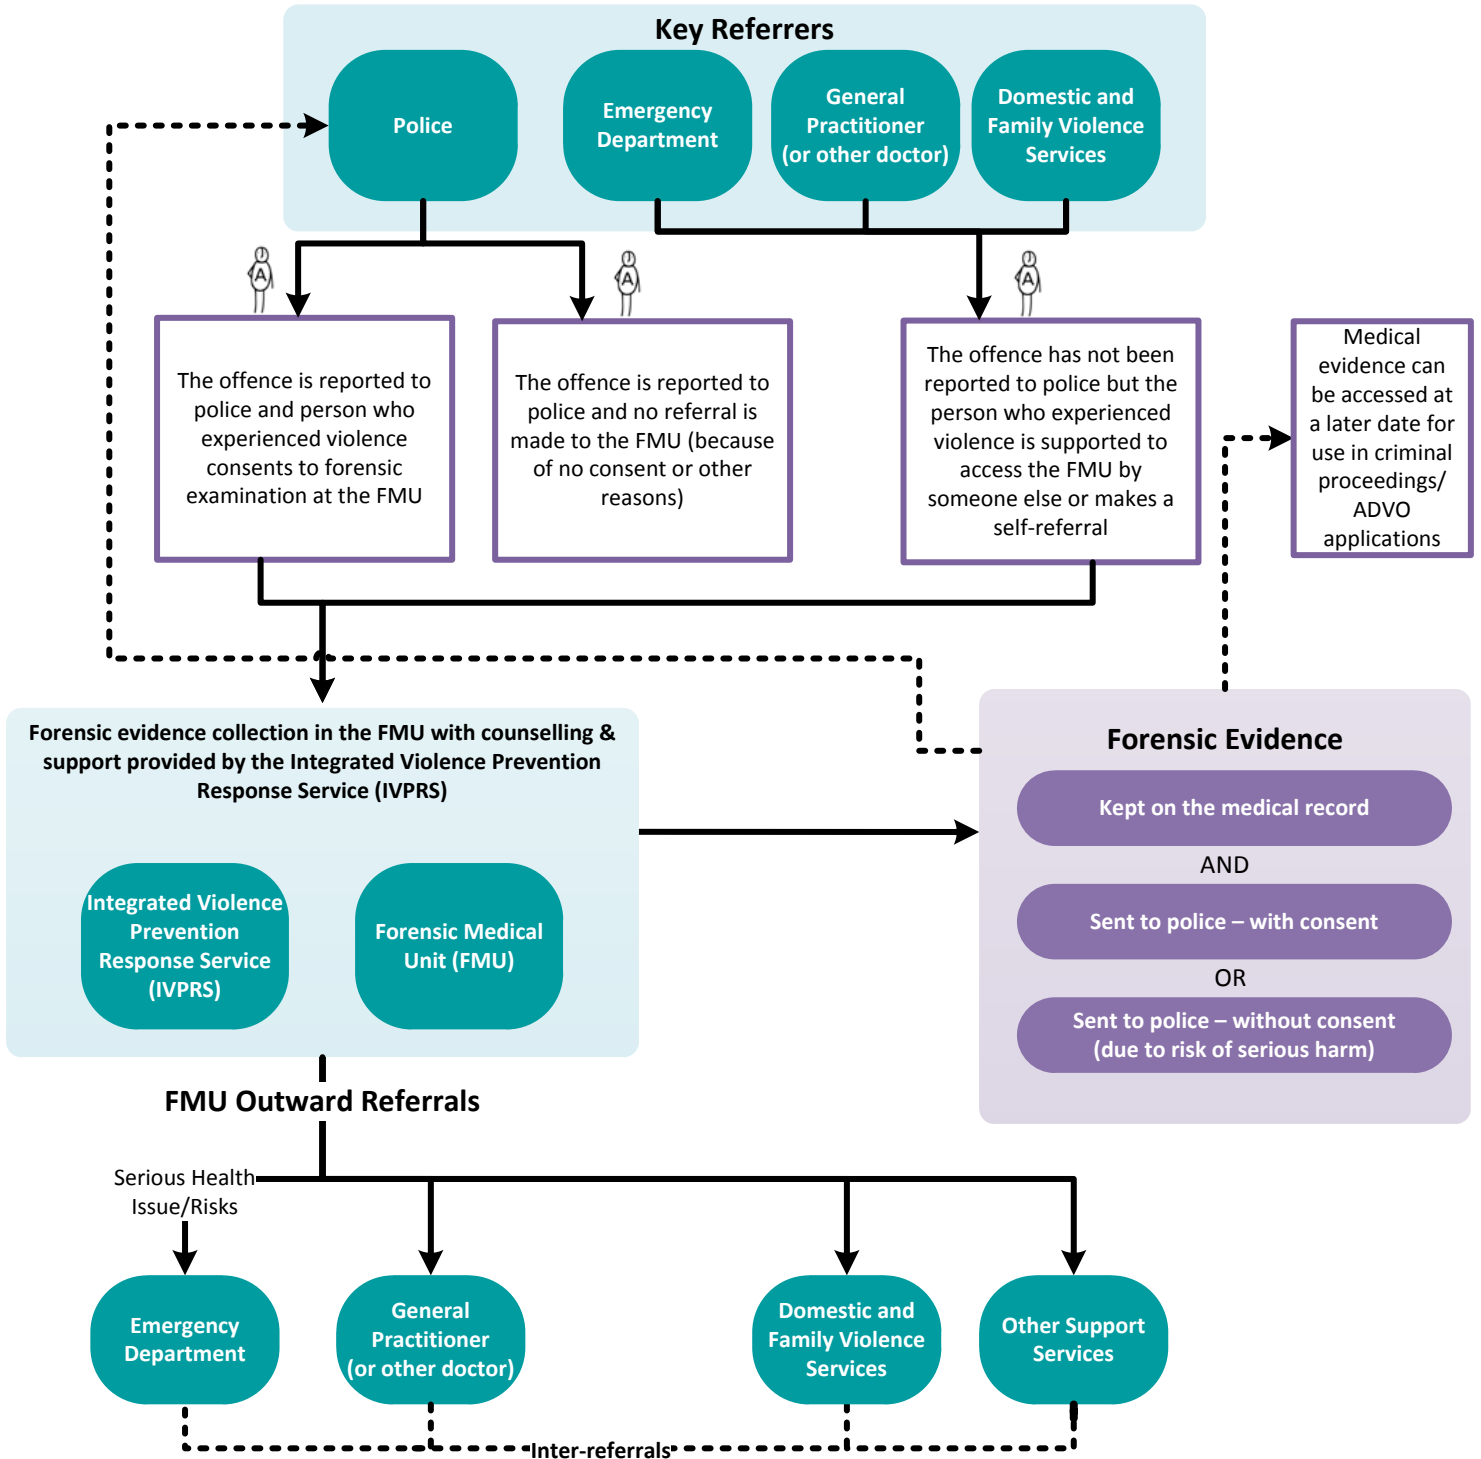 Key Referrers
Police
Emergency
Department
General
Practitioner
(or other doctor)
Domestic and
Family Violence
Services
A
A
A
The offence is reported to
police and person who
experienced violence
consents to forensic
examination at the FMU
The offence is reported to
police and no referral is
made to the FMU (because
of no consent or other
reasons)
The offence has not been
reported to police but the
person who experienced
violence is supported to
access the FMU by
someone else or makes a
self-referral
Medical
evidence can
be accessed at
a later date for
use in criminal
proceedings/
ADVO
applications
Forensic evidence collection in the FMU with counselling &
support provided by the Integrated Violence Prevention
Response Service (IVPRS)
Integrated Violence
Prevention
Response Service
(IVPRS)
Forensic Medical
Unit (FMU)
Forensic Evidence
Kept on the medical record
AND
Sent to police – with consent
OR
Sent to police – without consent
(due to risk of serious harm)
FMU Outward Referrals
Serious Health
Issue/Risks
Emergency
Department
General
Practitioner
(or other doctor)
Domestic and
Family Violence
Services
Other Support
Services
Inter-referrals